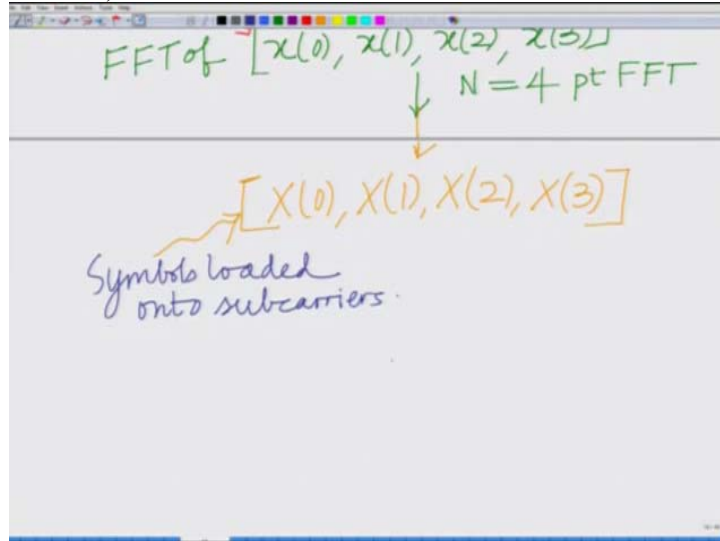 FFT of [x(0), x(1), x(2), x(3)]
N = 4 pt FFT
[X(0), X(1), X(2), X(3)]
Symbols loaded
onto subcarriers.